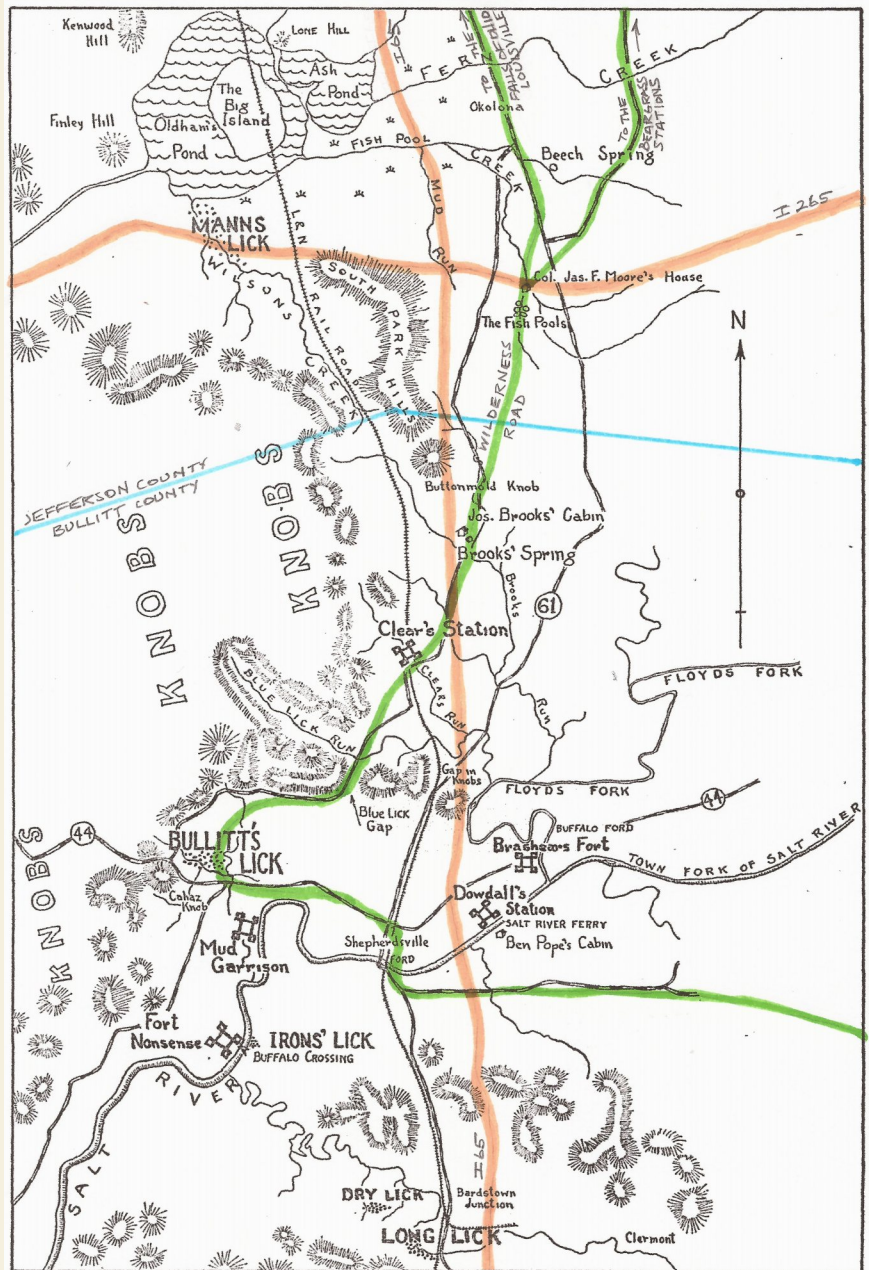 Kenwood
Hill
LONE HILL
I65
TO THE
FALLS OF OHIO
LOUISVILLE
FERN CREEK
TO THE
BEARGRASS
STATIONS
Ash
Pond
The
Big
Island
Okolona
Finley Hill
Oldham's
Pond
FISH POOL
CREEK
Beech Spring
MUD
RUN
MANNS
LICK
L&N
RAIL
ROAD
I 265
WILSONS
CREEK
SOUTH
PARK
HILLS
Col. Jas. F. Moore's House
The Fish Pools
N
WILDERNESS
ROAD
JEFFERSON COUNTY
BULLITT COUNTY
KNOBS
KNOBS
Buttonmold Knob
Jos. Brooks' Cabin
Brooks' Spring
Brooks
Run
61
Clear's Station
CLEARS RUN
FLOYDS FORK
BLUE LICK RUN
Gap in
Knobs
FLOYDS FORK
Blue Lick
Gap
44
BUFFALO FORD
Brashears Fort
TOWN FORK OF SALT RIVER
44
BULLITT'S
LICK
KNOBS
Cahaz
Knob
Dowdall's
Station
SALT RIVER FERRY
Ben Pope's Cabin
Shepherdsville
FORD
Mud
Garrison
Fort
Nonsense
IRONS' LICK
BUFFALO CROSSING
SALT RIVER
I65
DRY LICK
Bardstown
Junction
LONG LICK
Clermont